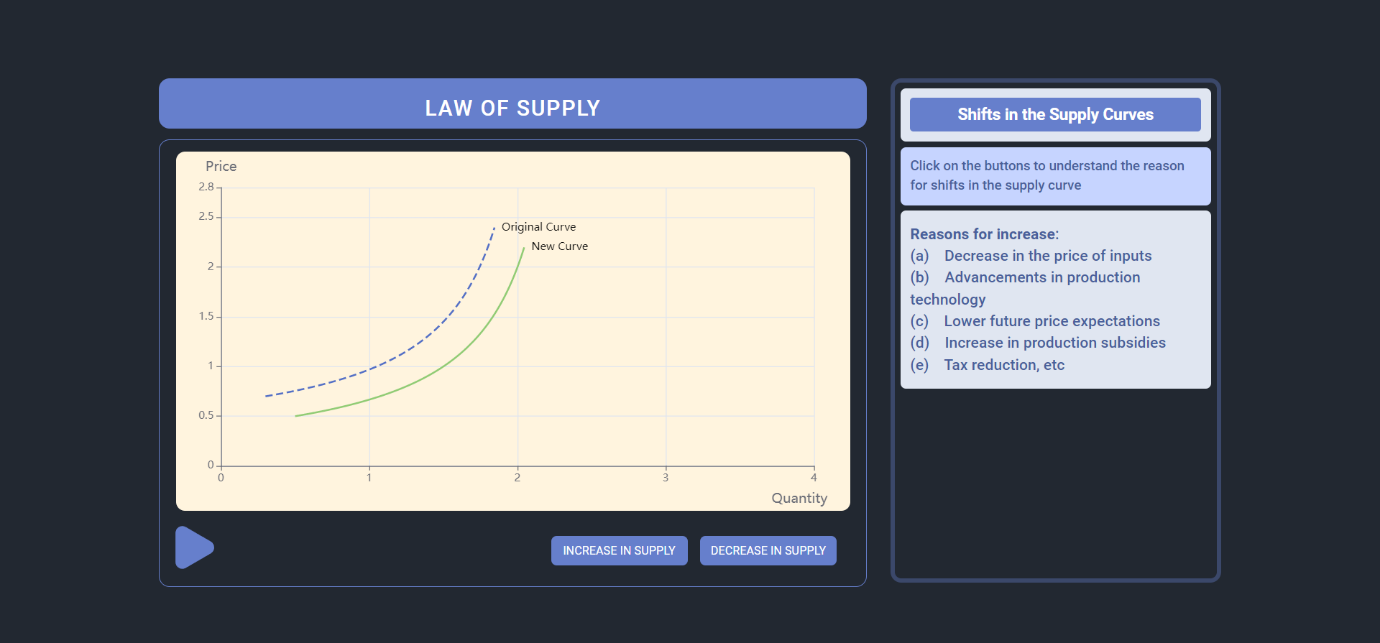 LAW OF SUPPLY
Price
2.8
2.5
2
1.5
1
0.5
0
Original Curve
New Curve
0 1 2 3 4
Quantity
INCREASE IN SUPPLY DECREASE IN SUPPLY
Shifts in the Supply Curves
Click on the buttons to understand the reason
for shifts in the supply curve
Reasons for increase:
(a) Decrease in the price of inputs
(b) Advancements in production
technology
(c) Lower future price expectations
(d) Increase in production subsidies
(e) Tax reduction, etc